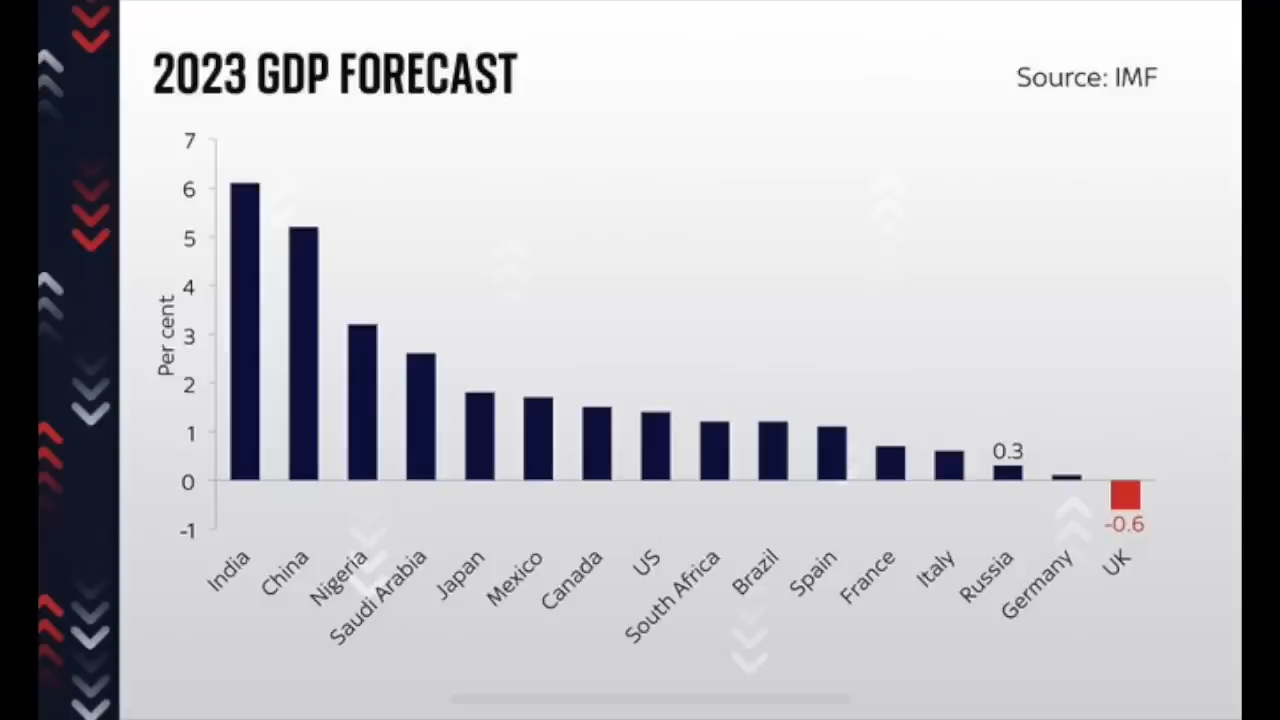 2023 GDP FORECAST
Source: IMF
7
6
5
4
3
2
1
0
-1
Per cent
0.3
-0.6
India
China
Nigeria
Saudi Arabia
Japan
Mexico
Canada
US
South Africa
Brazil
Spain
France
Italy
Russia
Germany
UK